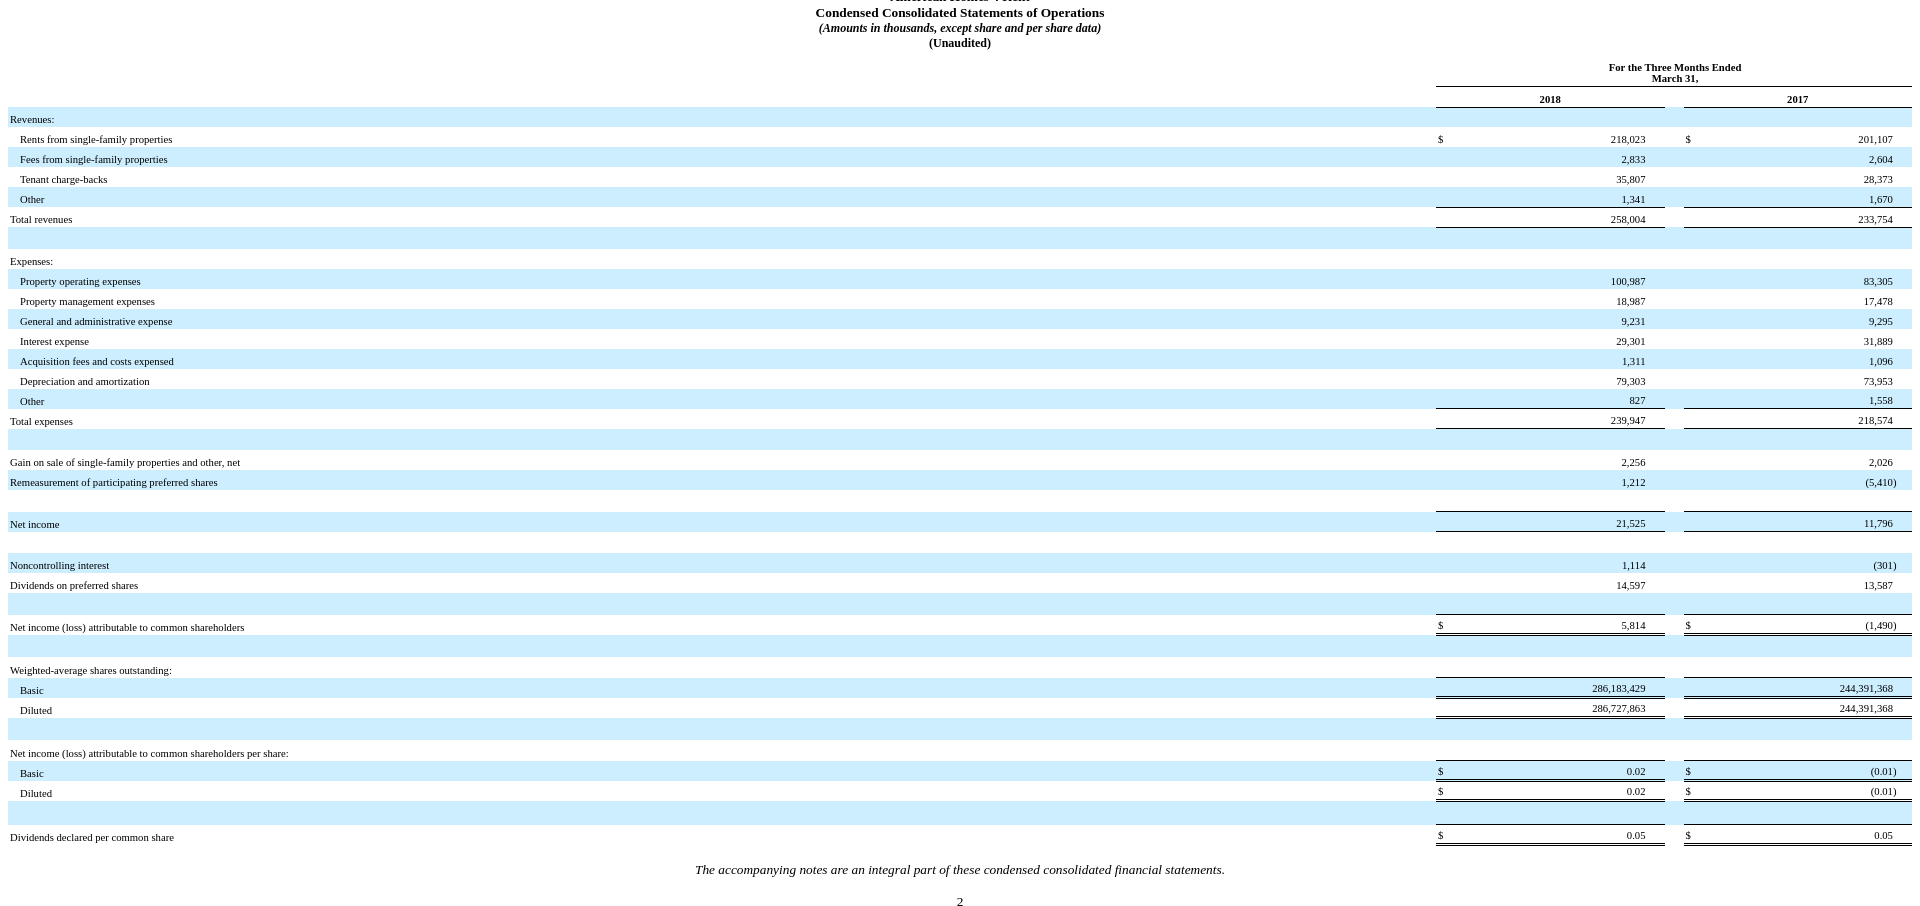 Condensed Consolidated Statements of Operations
(Amounts in thousands, except share and per share data)
(Unaudited)
For the Three Months Ended
March 31,
2018 2017
Revenues:
Rents from single-family properties $ 218,023 $ 201,107
Fees from single-family properties 2,833 2,604
Tenant charge-backs 35,807 28,373
Other 1,341 1,670
Total revenues 258,004 233,754
Expenses:
Property operating expenses 100,987 83,305
Property management expenses 18,987 17,478
General and administrative expense 9,231 9,295
Interest expense 29,301 31,889
Acquisition fees and costs expensed 1,311 1,096
Depreciation and amortization 79,303 73,953
Other 827 1,558
Total expenses 239,947 218,574
Gain on sale of single-family properties and other, net 2,256 2,026
Remeasurement of participating preferred shares 1,212 (5,410)
Net income 21,525 11,796
Noncontrolling interest 1,114 (301)
Dividends on preferred shares 14,597 13,587
Net income (loss) attributable to common shareholders $ 5,814 $ (1,490)
Weighted-average shares outstanding:
Basic 286,183,429 244,391,368
Diluted 286,727,863 244,391,368
Net income (loss) attributable to common shareholders per share:
Basic $ 0.02 $ (0.01)
Diluted $ 0.02 $ (0.01)
Dividends declared per common share $ 0.05 $ 0.05
The accompanying notes are an integral part of these condensed consolidated financial statements.
2